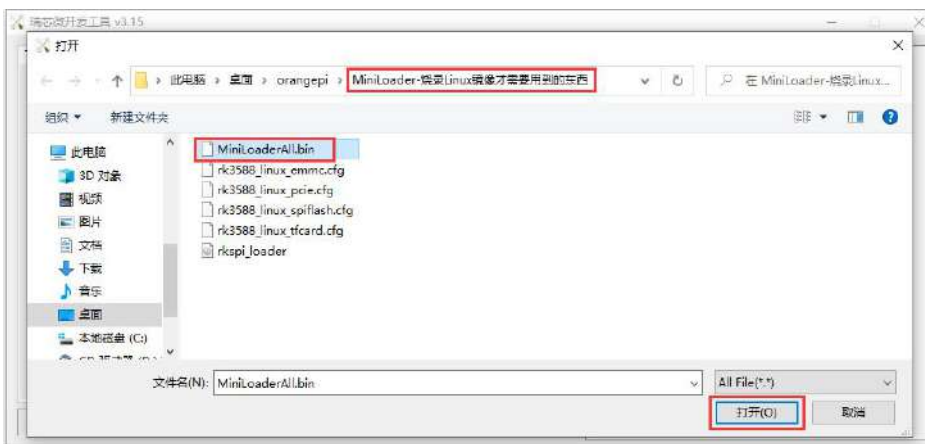 瑞芯微开发工具 v3.15
打开
此电脑 › 桌面 › orangepi › MiniLoader-烧录Linux镜像才需要用到的东西
在 MiniLoader-烧录Linux...
组织 新建文件夹
此电脑
3D 对象
视频
图片
文档
下载
音乐
桌面
本地磁盘 (C:)
MiniLoaderAll.bin
rk3588_linux_emmc.cfg
rk3588_linux_pcie.cfg
rk3588_linux_spiflash.cfg
rk3588_linux_tfcard.cfg
rkspi_loader
文件名(N): MiniLoaderAll.bin
All File(*.*)
打开(O) 取消